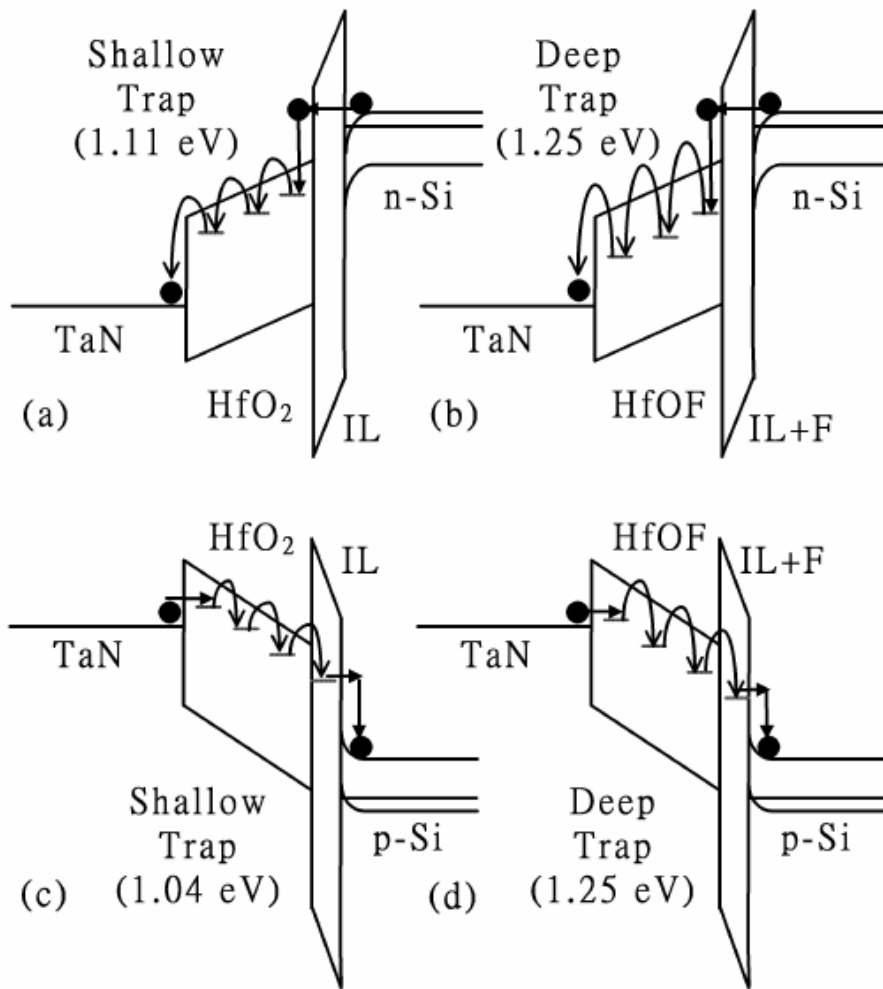 Shallow
Trap
(1.11 eV)
n-Si
TaN
HfO₂
IL
(a)
Deep
Trap
(1.25 eV)
n-Si
TaN
HfOF
IL+F
(b)
HfO₂
IL
TaN
Shallow
Trap
(1.04 eV)
p-Si
(c)
HfOF
IL+F
TaN
Deep
Trap
(1.25 eV)
p-Si
(d)